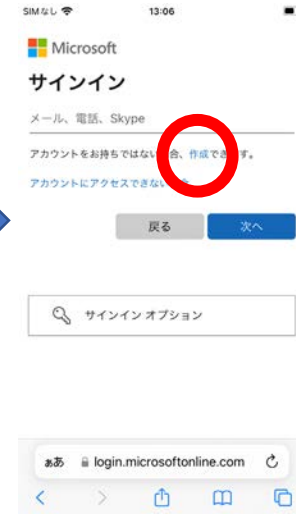 SIMなし 13:06
Microsoft
サインイン
メール、電話、Skype
アカウントをお持ちではない 合、作成でき す。
アカウントにアクセスできない
戻る 次へ
サインイン オプション
ぁあ login.microsoftonline.com